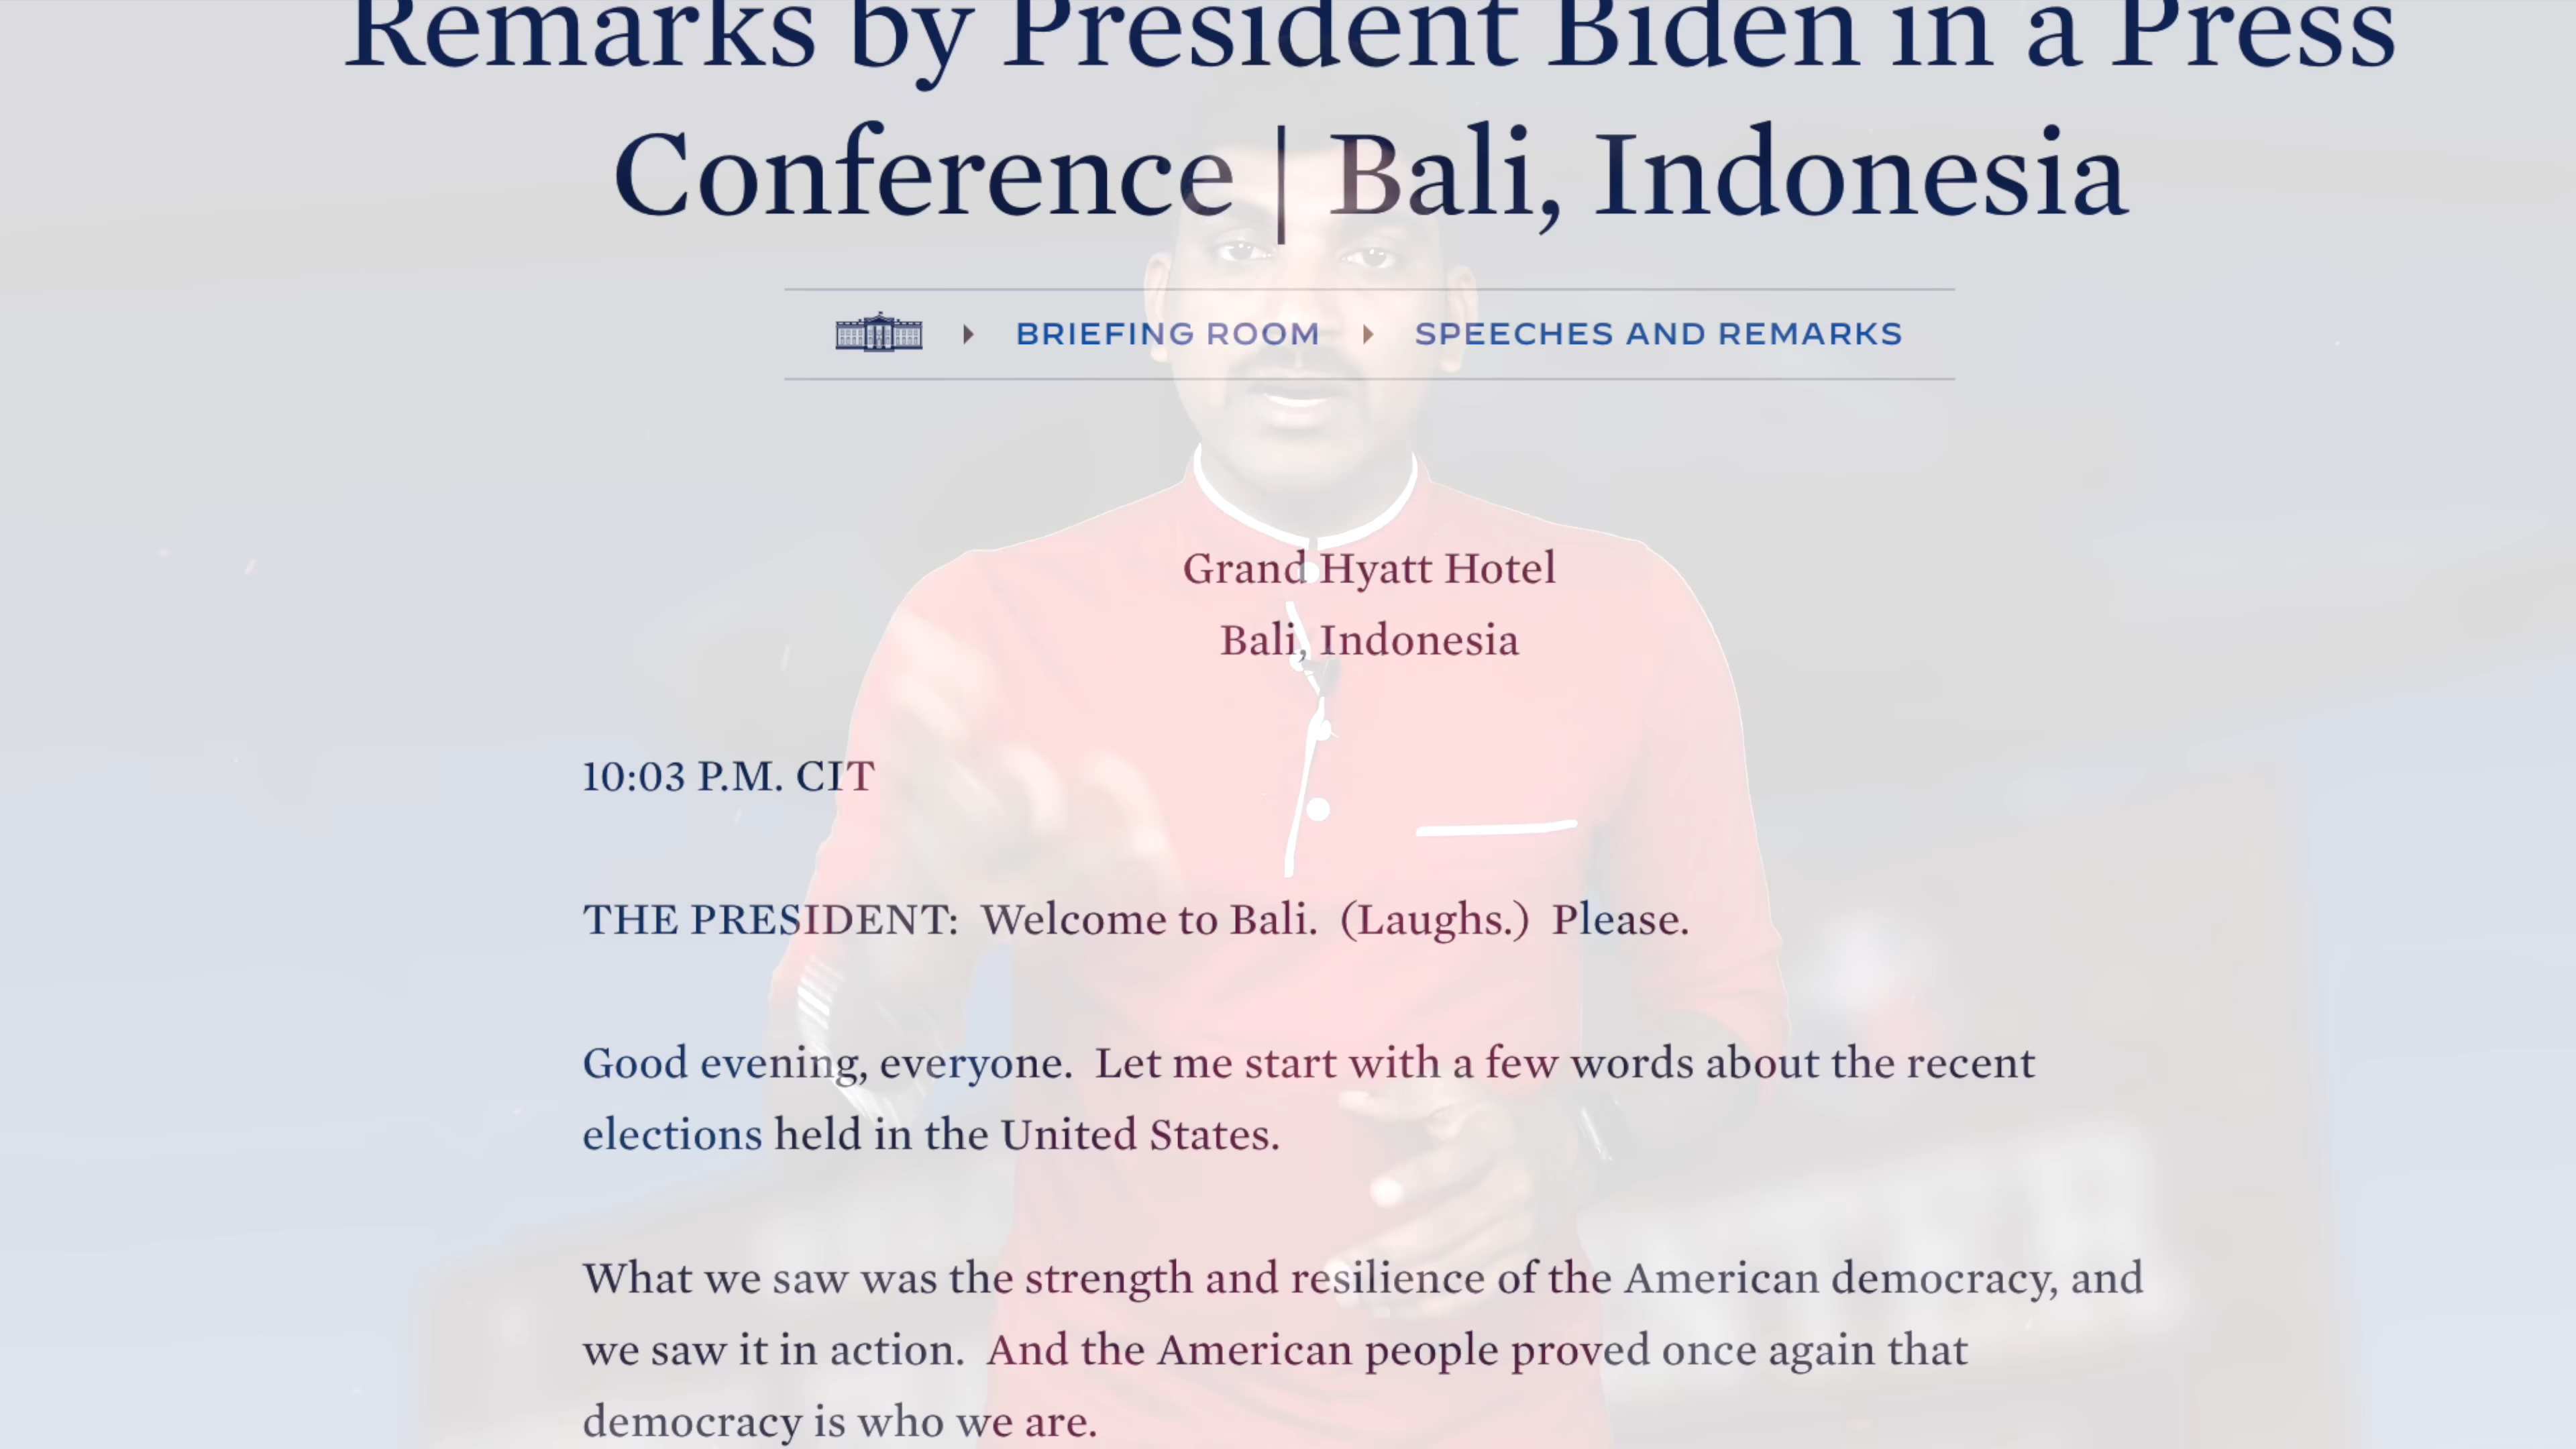 Remarks by President Biden in a Press
Conference | Bali, Indonesia
BRIEFING ROOM SPEECHES AND REMARKS
Grand Hyatt Hotel
Bali, Indonesia
10:03 P.M. CIT
THE PRESIDENT:  Welcome to Bali.  (Laughs.)  Please.
Good evening, everyone.  Let me start with a few words about the recent
elections held in the United States.
What we saw was the strength and resilience of the American democracy, and
we saw it in action.  And the American people proved once again that
democracy is who we are.